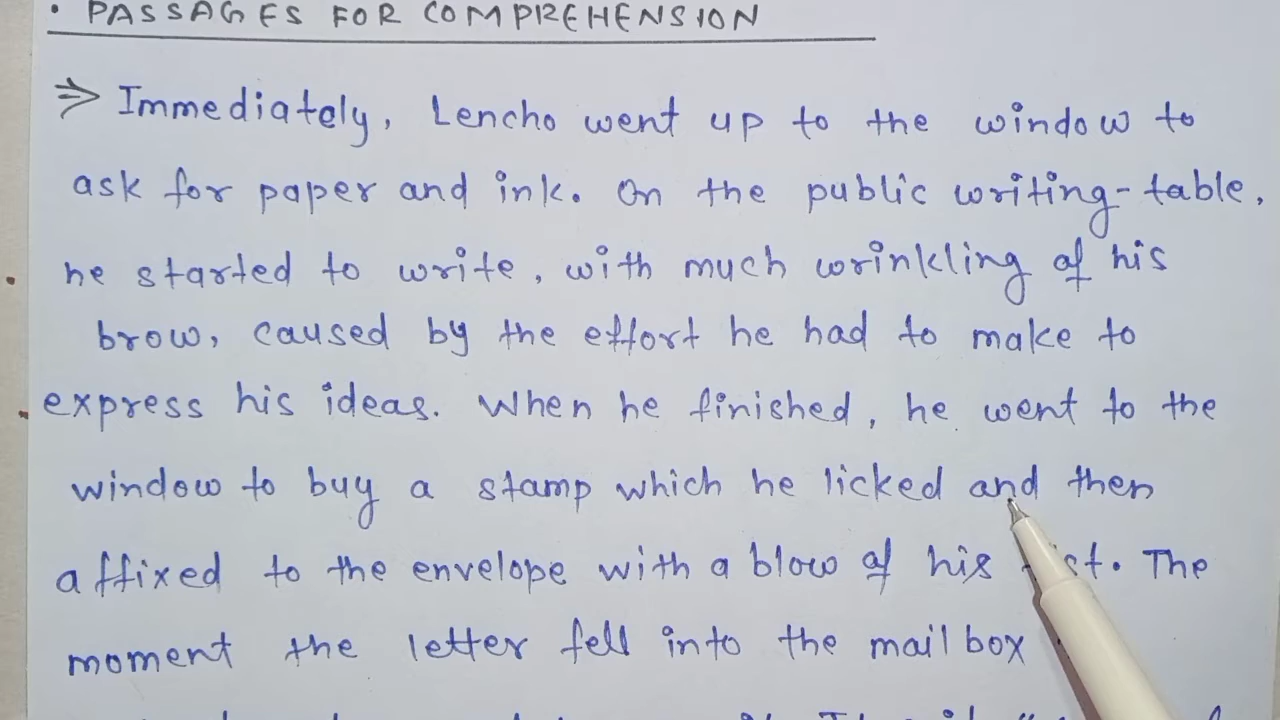 • PASSAGES FOR COMPREHENSION
⇒ Immediately, Lencho went up to the window to
ask for paper and ink. On the public writing-table,
he started to write, with much wrinkling of his
brow, caused by the effort he had to make to
express his ideas. When he finished, he went to the
window to buy a stamp which he licked and then
affixed to the envelope with a blow of his The
moment the letter fell into the mail box